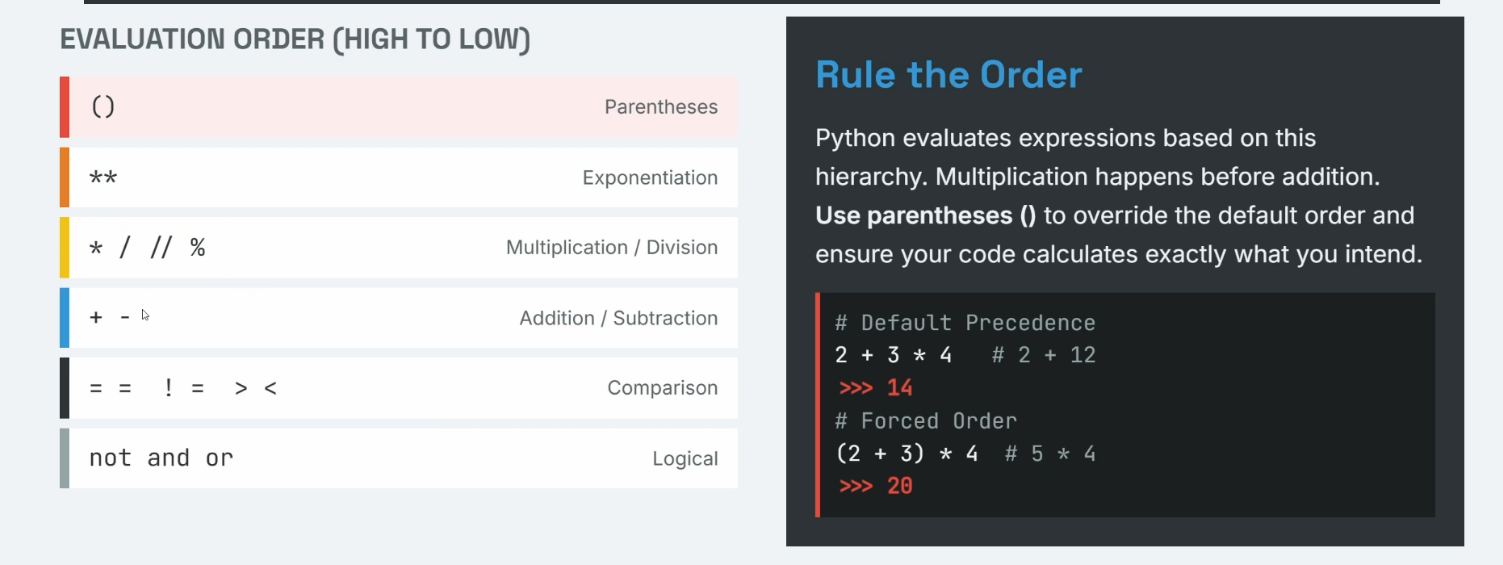 EVALUATION ORDER (HIGH TO LOW)
() Parentheses
** Exponentiation
* / // % Multiplication / Division
+ - Addition / Subtraction
== != > < Comparison
not and or Logical
Rule the Order
Python evaluates expressions based on this
hierarchy. Multiplication happens before addition.
Use parentheses () to override the default order and
ensure your code calculates exactly what you intend.
# Default Precedence
2 + 3 * 4 # 2 + 12
>>> 14
# Forced Order
(2 + 3) * 4 # 5 * 4
>>> 20